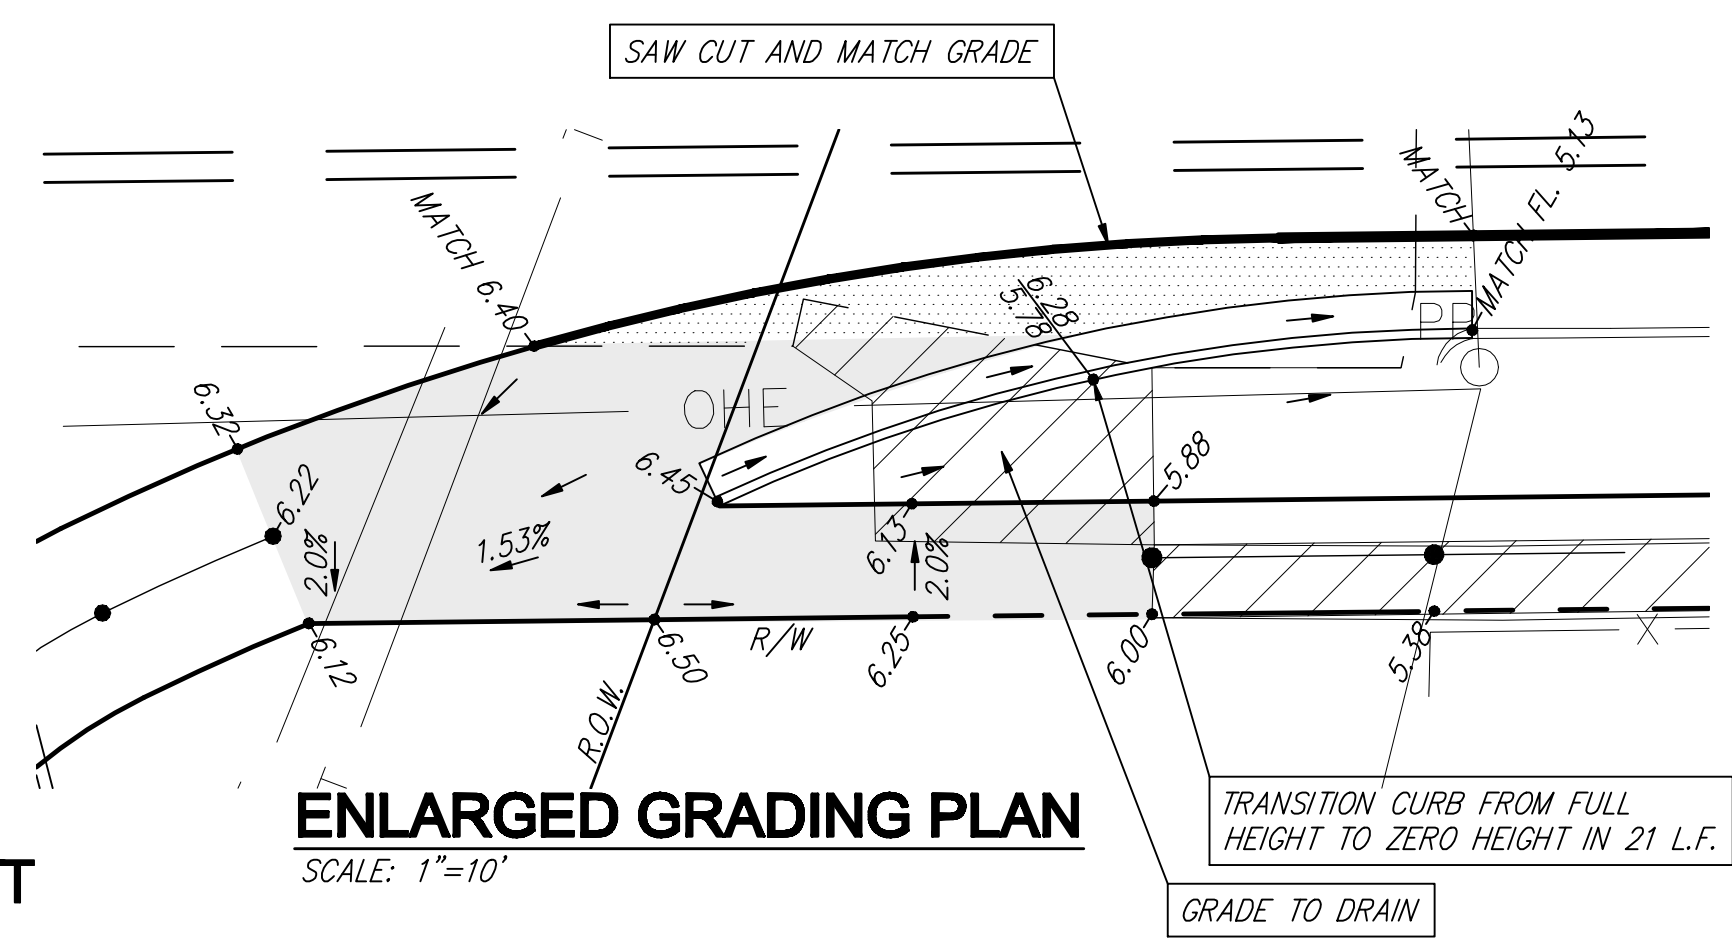 SAW CUT AND MATCH GRADE
MATCH 6.40
MATCH
MATCH FL. 5.13
6.28
5.78
PP
6.32
OHE
6.45
5.88
6.22
2.0%
1.53%
6.13
2.0%
6.12
6.50
R/W
6.25
6.00
5.38
X
R.O.W.
ENLARGED GRADING PLAN
SCALE: 1"=10'
TRANSITION CURB FROM FULL
HEIGHT TO ZERO HEIGHT IN 21 L.F.
T
GRADE TO DRAIN